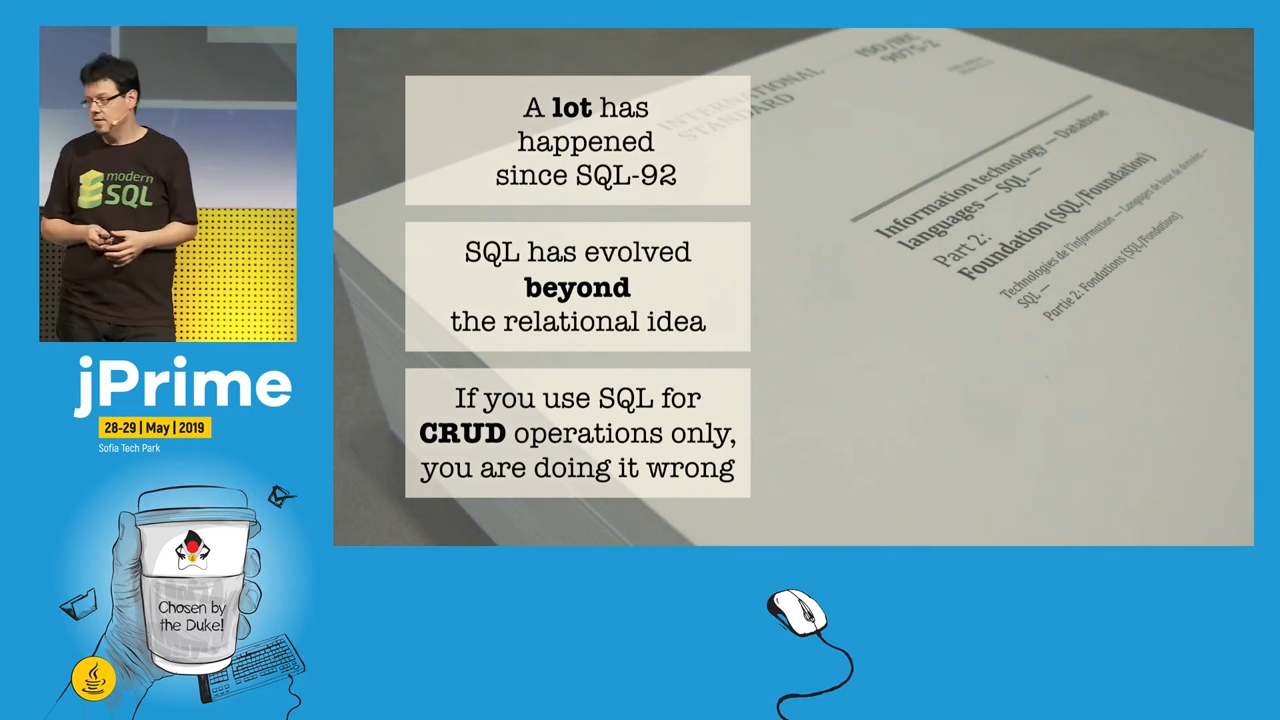 modern
SQL
jPrime
28-29 | May | 2019
Sofia Tech Park
Chosen by
the Duke!
A lot has
happened
since SQL-92
SQL has evolved
beyond
the relational idea
If you use SQL for
CRUD operations only,
you are doing it wrong
INTERNATIONAL
STANDARD
ISO/IEC
9075-2
Information technology — Database
languages — SQL —
Part 2:
Foundation (SQL/Foundation)
Technologies de l'information — Langages de base de données —
SQL —
Partie 2: Fondations (SQL/Fondations)